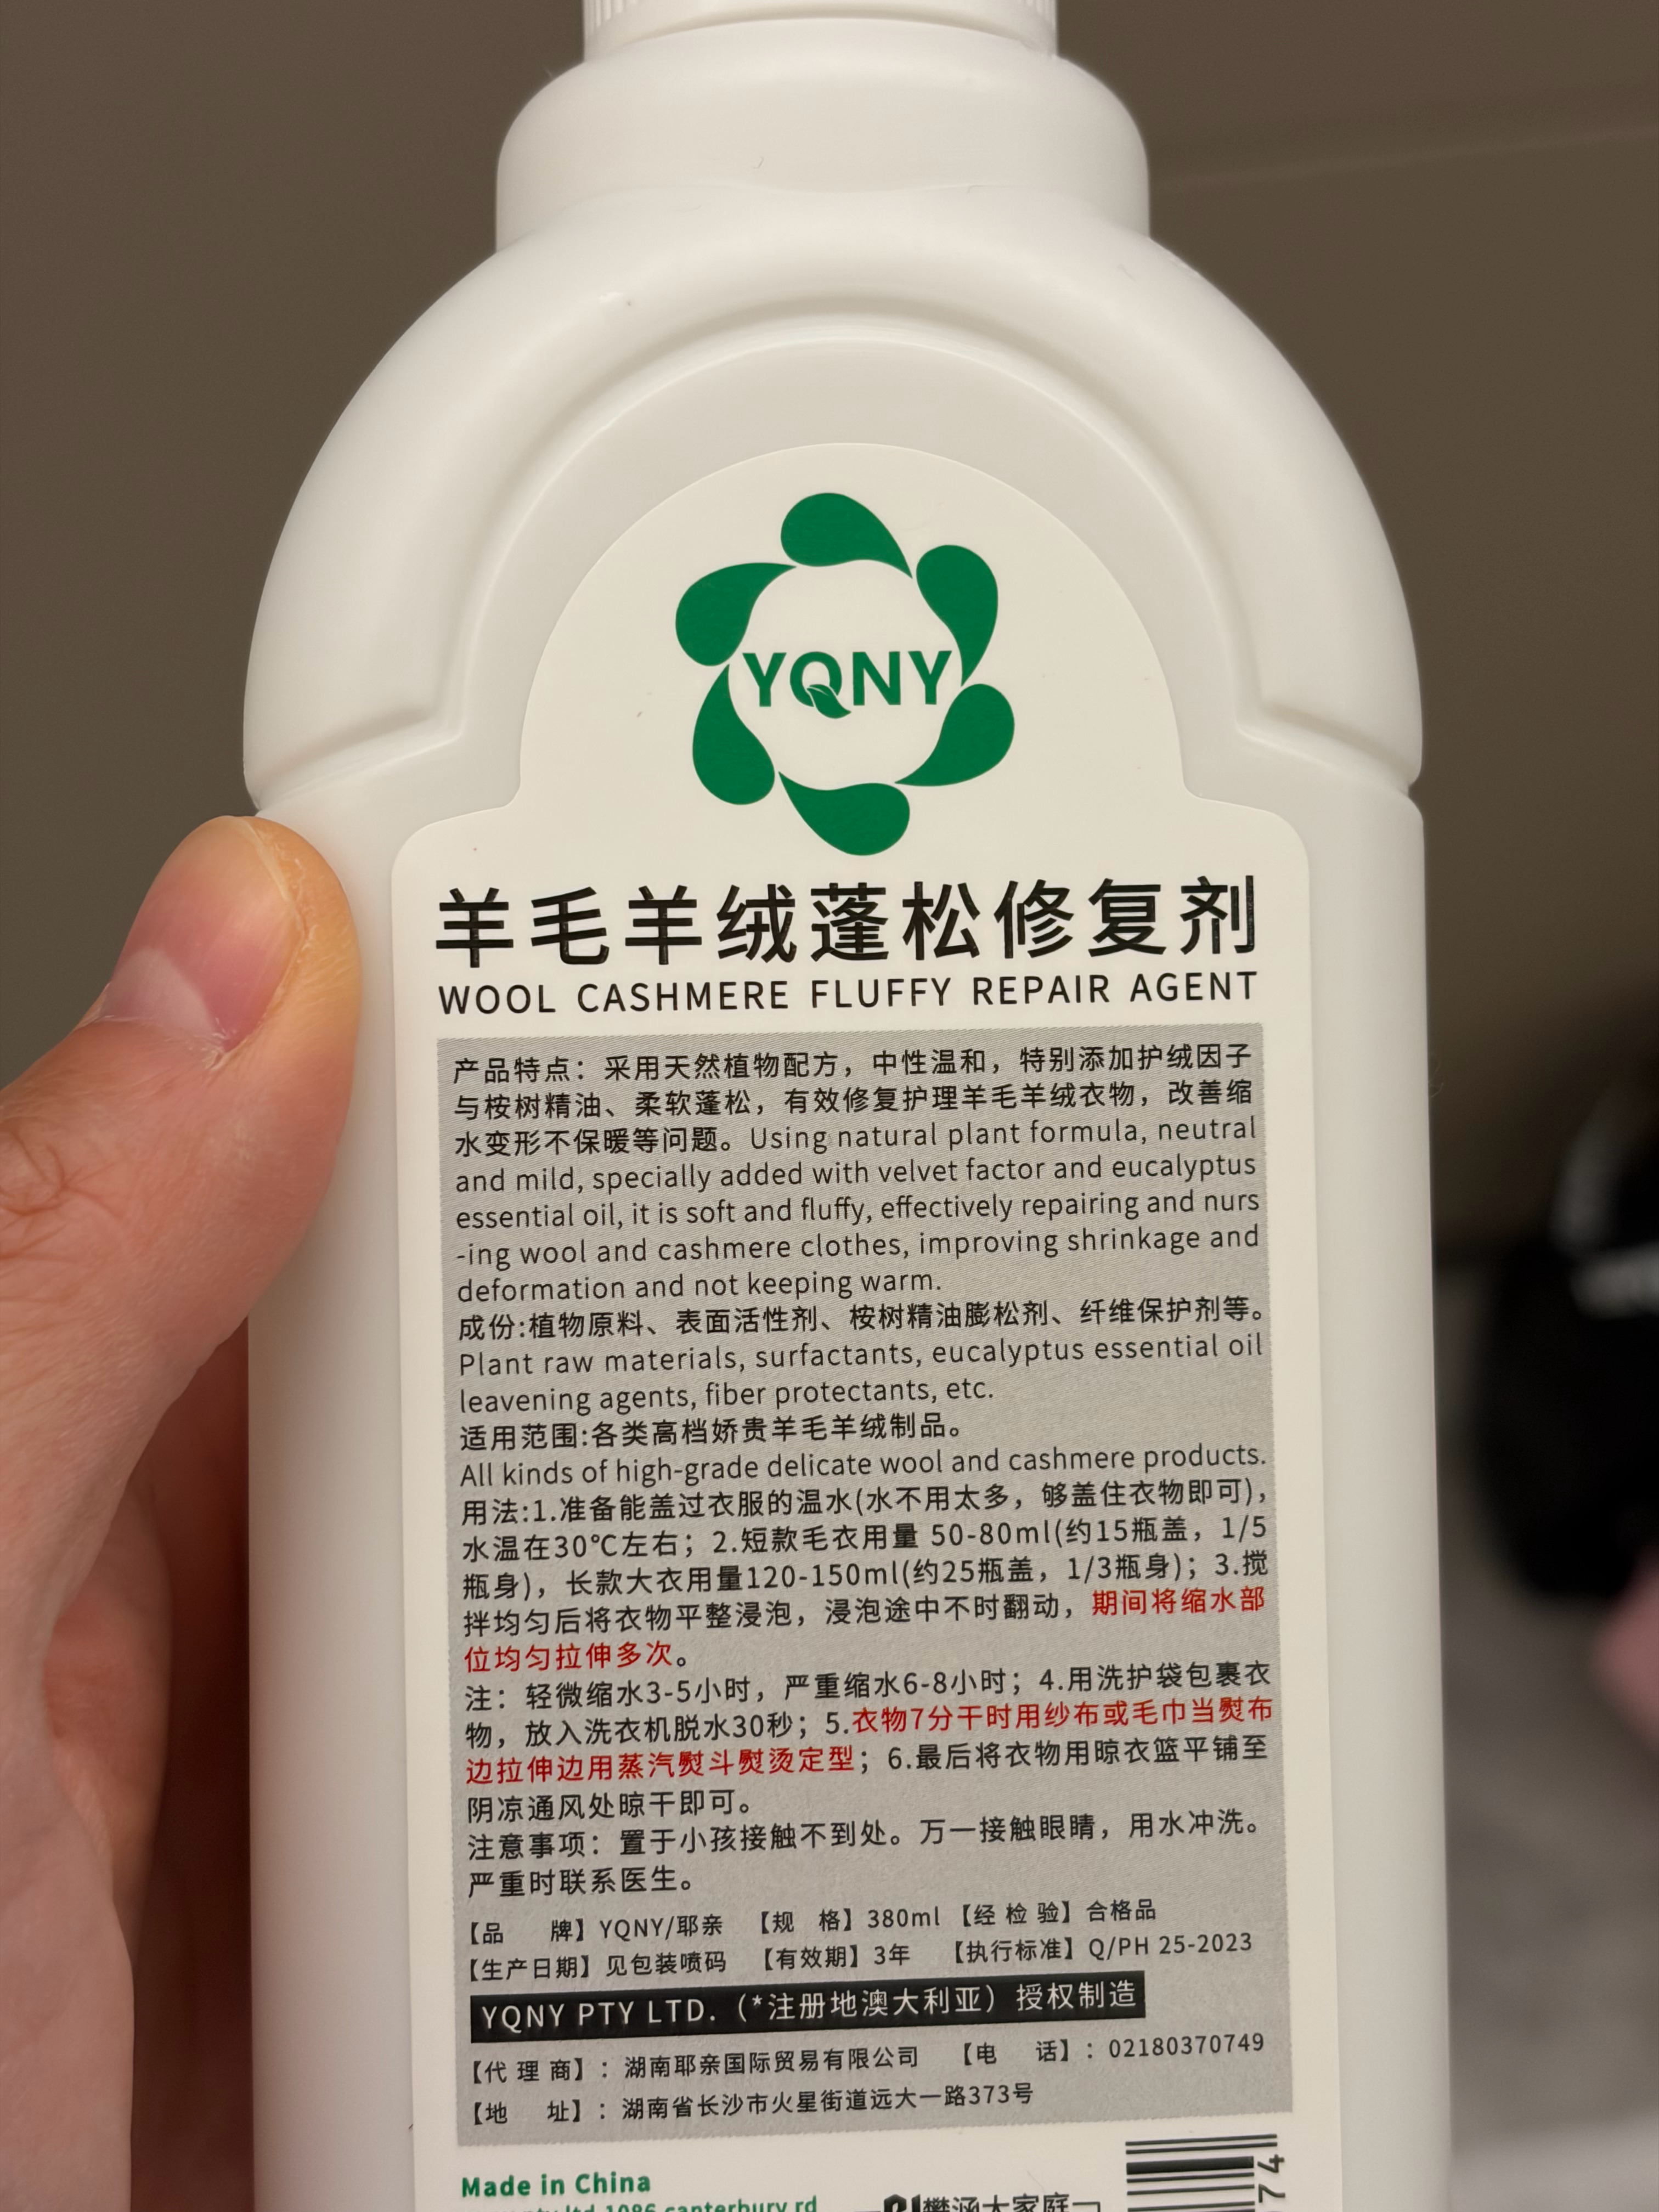 YQNY
羊毛羊绒蓬松修复剂
WOOL CASHMERE FLUFFY REPAIR AGENT
产品特点：采用天然植物配方，中性温和，特别添加护绒因子
与桉树精油、柔软蓬松，有效修复护理羊毛羊绒衣物，改善缩
水变形不保暖等问题。Using natural plant formula, neutral
and mild, specially added with velvet factor and eucalyptus
essential oil, it is soft and fluffy, effectively repairing and nurs
-ing wool and cashmere clothes, improving shrinkage and
deformation and not keeping warm.
成份:植物原料、表面活性剂、桉树精油膨松剂、纤维保护剂等。
Plant raw materials, surfactants, eucalyptus essential oil
leavening agents, fiber protectants, etc.
适用范围:各类高档娇贵羊毛羊绒制品。
All kinds of high-grade delicate wool and cashmere products.
用法:1.准备能盖过衣服的温水(水不用太多，够盖住衣物即可)，
水温在30℃左右；2.短款毛衣用量 50-80ml(约15瓶盖，1/5
瓶身)，长款大衣用量120-150ml(约25瓶盖，1/3瓶身)；3.搅
拌均匀后将衣物平整浸泡，浸泡途中不时翻动，期间将缩水部
位均匀拉伸多次。
注：轻微缩水3-5小时，严重缩水6-8小时；4.用洗护袋包裹衣
物，放入洗衣机脱水30秒；5.衣物7分干时用纱布或毛巾当熨布
边拉伸边用蒸汽熨斗熨烫定型；6.最后将衣物用晾衣篮平铺至
阴凉通风处晾干即可。
注意事项：置于小孩接触不到处。万一接触眼睛，用水冲洗。
严重时联系医生。
【品 牌】YQNY/耶亲 【规 格】380ml 【经 检 验】合格品
【生产日期】见包装喷码 【有效期】3年 【执行标准】Q/PH 25-2023
YQNY PTY LTD.（*注册地澳大利亚）授权制造
【代 理 商】：湖南耶亲国际贸易有限公司 【电 话】：02180370749
【地 址】：湖南省长沙市火星街道远大一路373号
Made in China
ltd 1086 canterbury rd
樊涵大家庭
74